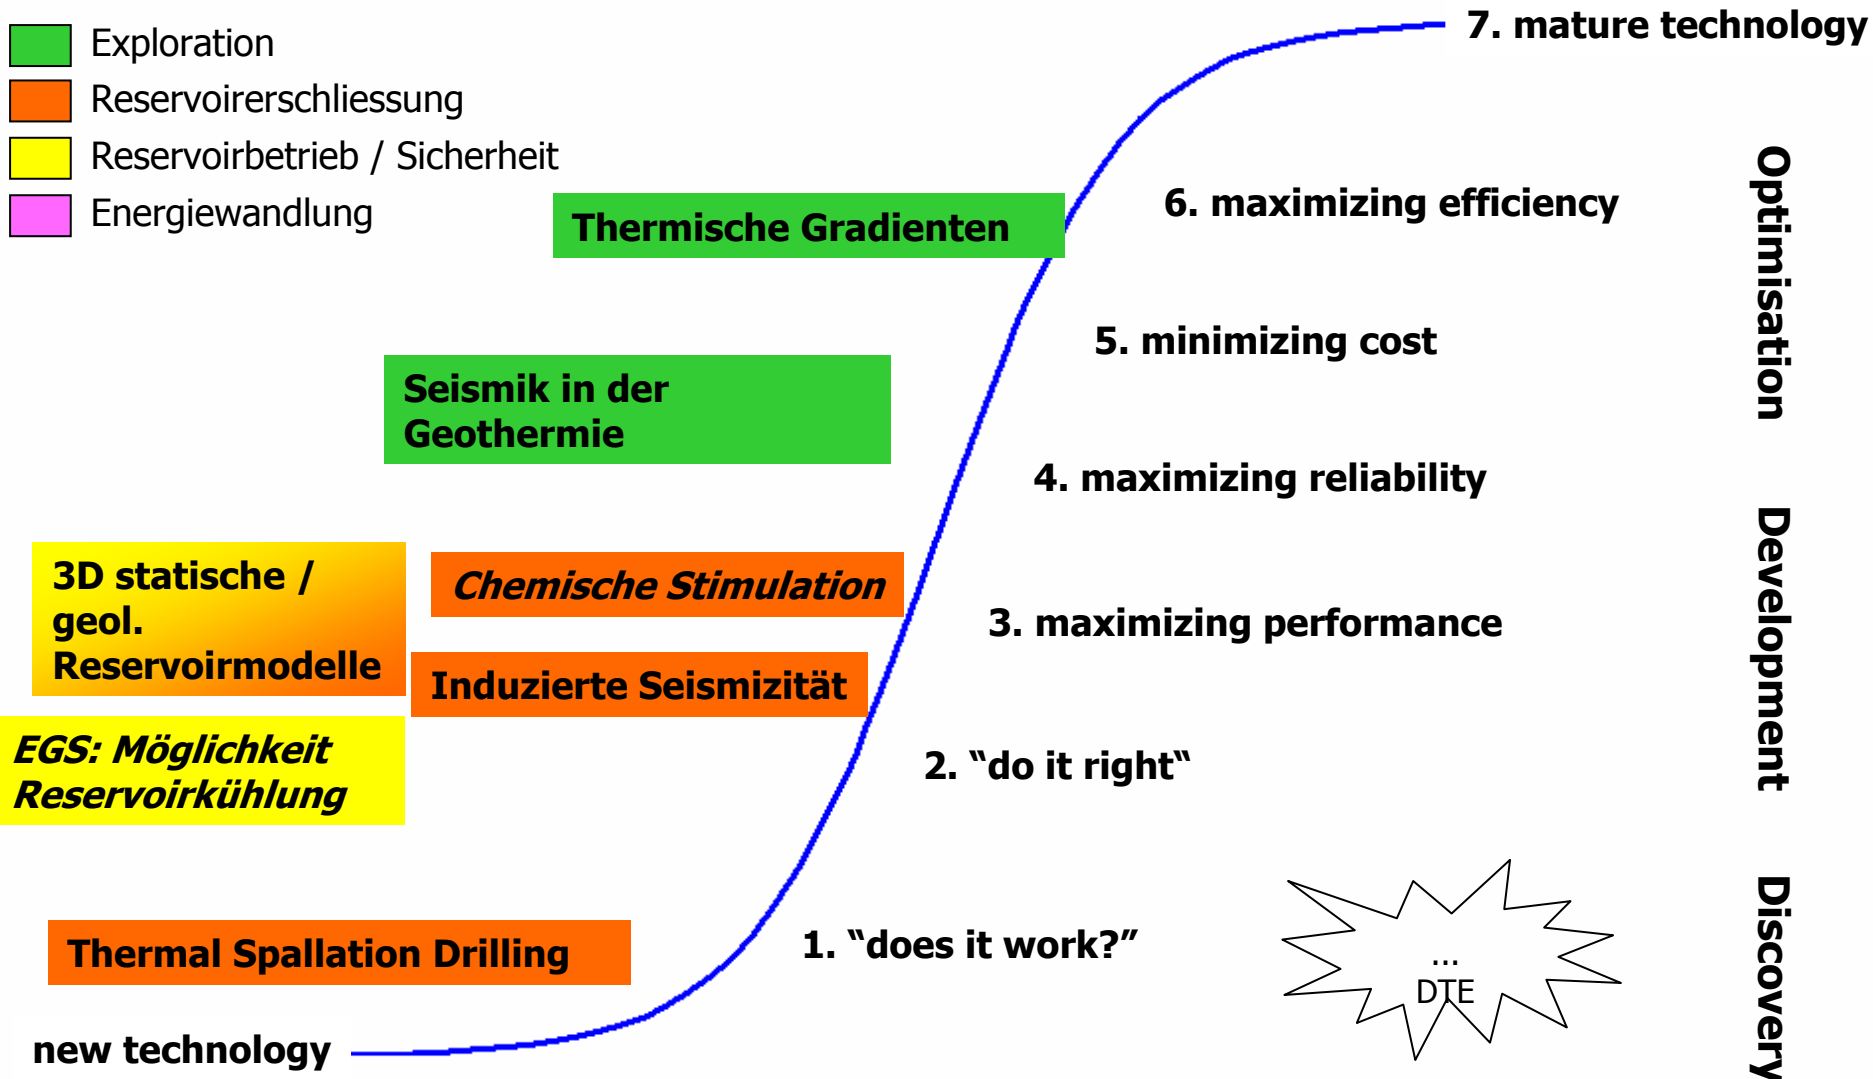 Exploration
Reservoirerschliessung
Reservoirbetrieb / Sicherheit
Energiewandlung
7. mature technology
Thermische Gradienten
6. maximizing efficiency
5. minimizing cost
Seismik in der
Geothermie
4. maximizing reliability
3D statische /
geol.
Reservoirmodelle
Chemische Stimulation
3. maximizing performance
Induzierte Seismizität
EGS: Möglichkeit
Reservoirkühlung
2. “do it right“
Thermal Spallation Drilling
1. “does it work?”
...
DTE
new technology
Optimisation
Development
Discovery